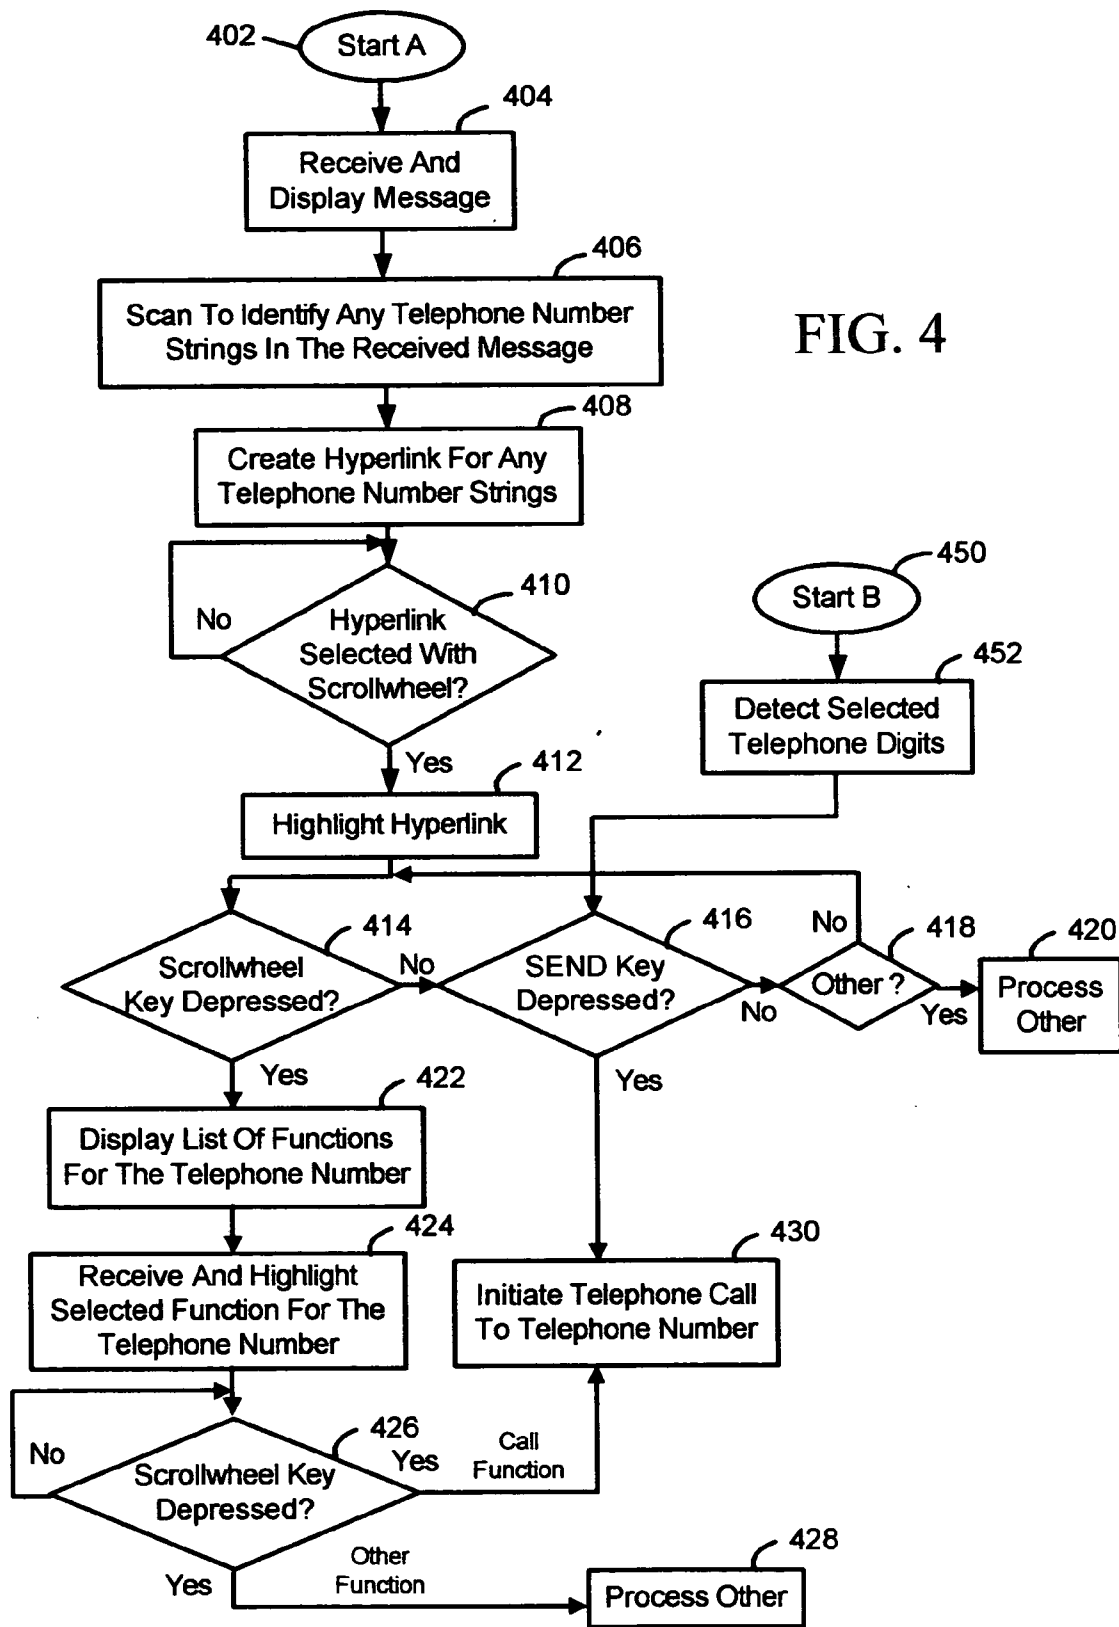 402
Start A
404
Receive And
Display Message
406
Scan To Identify Any Telephone Number
Strings In The Received Message
FIG. 4
408
Create Hyperlink For Any
Telephone Number Strings
410
No
Hyperlink
Selected With
Scrollwheel?
Yes
450
Start B
452
Detect Selected
Telephone Digits
412
Highlight Hyperlink
414
Scrollwheel
Key Depressed?
No
Yes
416
SEND Key
Depressed?
No
Yes
No
418
Other ?
Yes
420
Process
Other
422
Display List Of Functions
For The Telephone Number
424
Receive And Highlight
Selected Function For The
Telephone Number
430
Initiate Telephone Call
To Telephone Number
426
No
Scrollwheel Key
Depressed?
Yes
Call
Function
Yes
Other
Function
428
Process Other